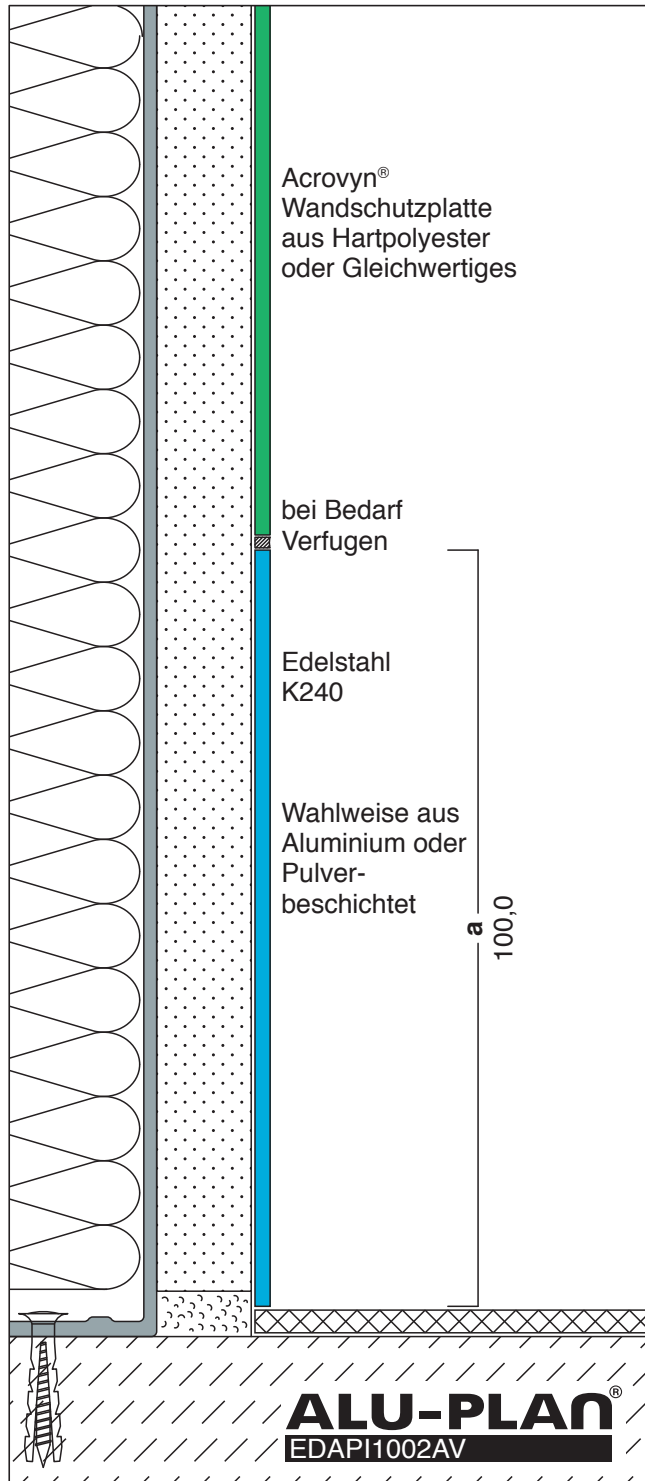 Acrovyn®
Wandschutzplatte
aus Hartpolyester
oder Gleichwertiges
bei Bedarf
Verfugen
Edelstahl
K240
Wahlweise aus
Aluminium oder
Pulver-
beschichtet
a
100,0
ALU-PLAN®
EDAPI1002AV